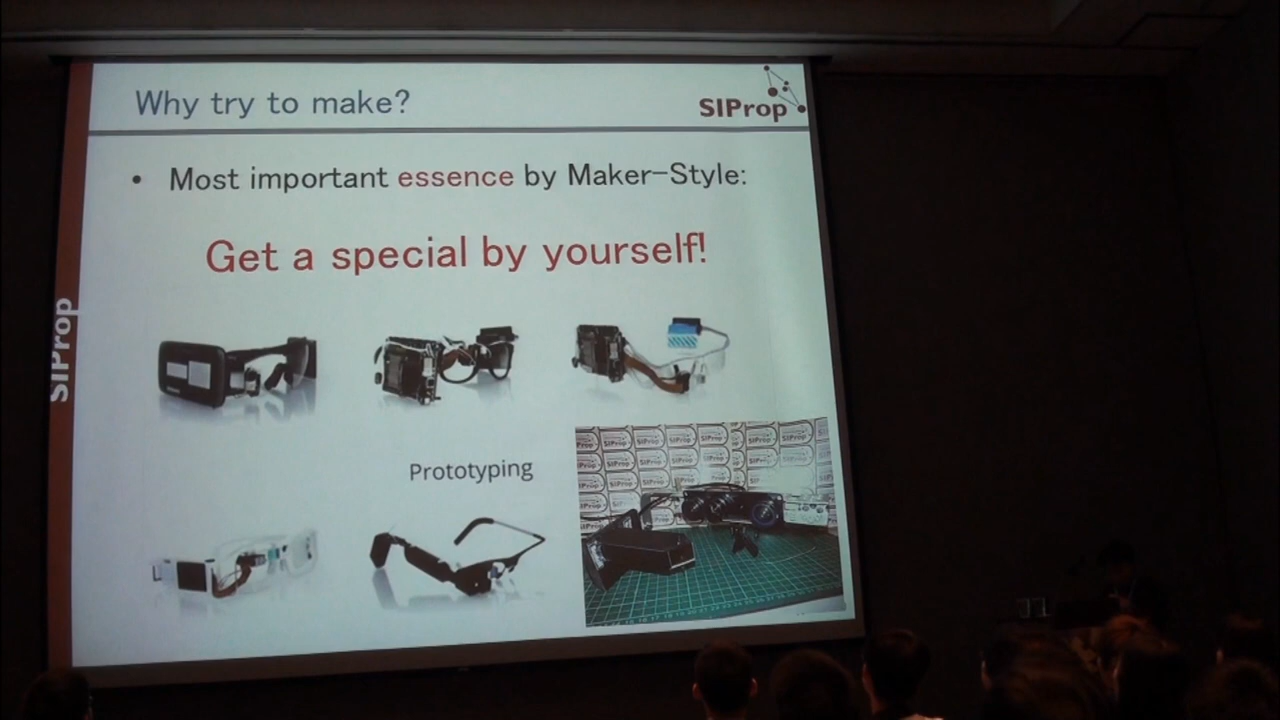 Why try to make?
SIProp
• Most important essence by Maker-Style:
Get a special by yourself!
SIProp
Prototyping